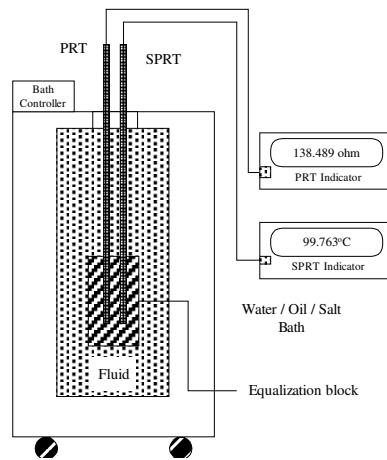 PRT
SPRT
Bath
Controller
138.489 ohm
PRT Indicator
99.763°C
SPRT Indicator
Water / Oil / Salt
Bath
Fluid
Equalization block